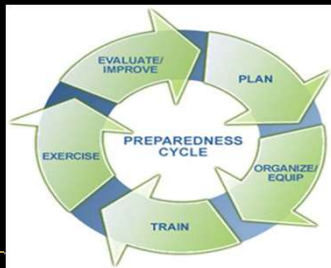 EVALUATE/
IMPROVE
PLAN
PREPAREDNESS
CYCLE
EXERCISE
ORGANIZE/
EQUIP
TRAIN